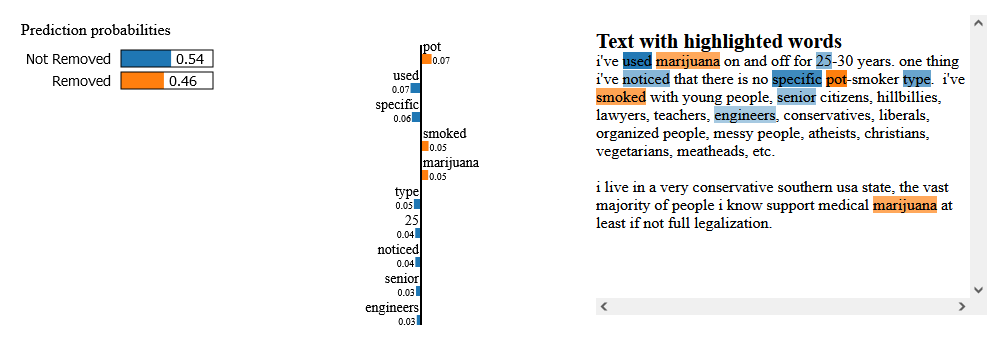 Prediction probabilities
Not Removed 0.54
Removed 0.46
pot
0.07
used
0.07
specific
0.06
smoked
0.05
marijuana
0.05
type
0.05
25
0.04
noticed
0.04
senior
0.03
engineers
0.03
Text with highlighted words
i've used marijuana on and off for 25-30 years. one thing
i've noticed that there is no specific pot-smoker type.  i've
smoked with young people, senior citizens, hillbillies,
lawyers, teachers, engineers, conservatives, liberals,
organized people, messy people, atheists, christians,
vegetarians, meatheads, etc.
i live in a very conservative southern usa state, the vast
majority of people i know support medical marijuana at
least if not full legalization.